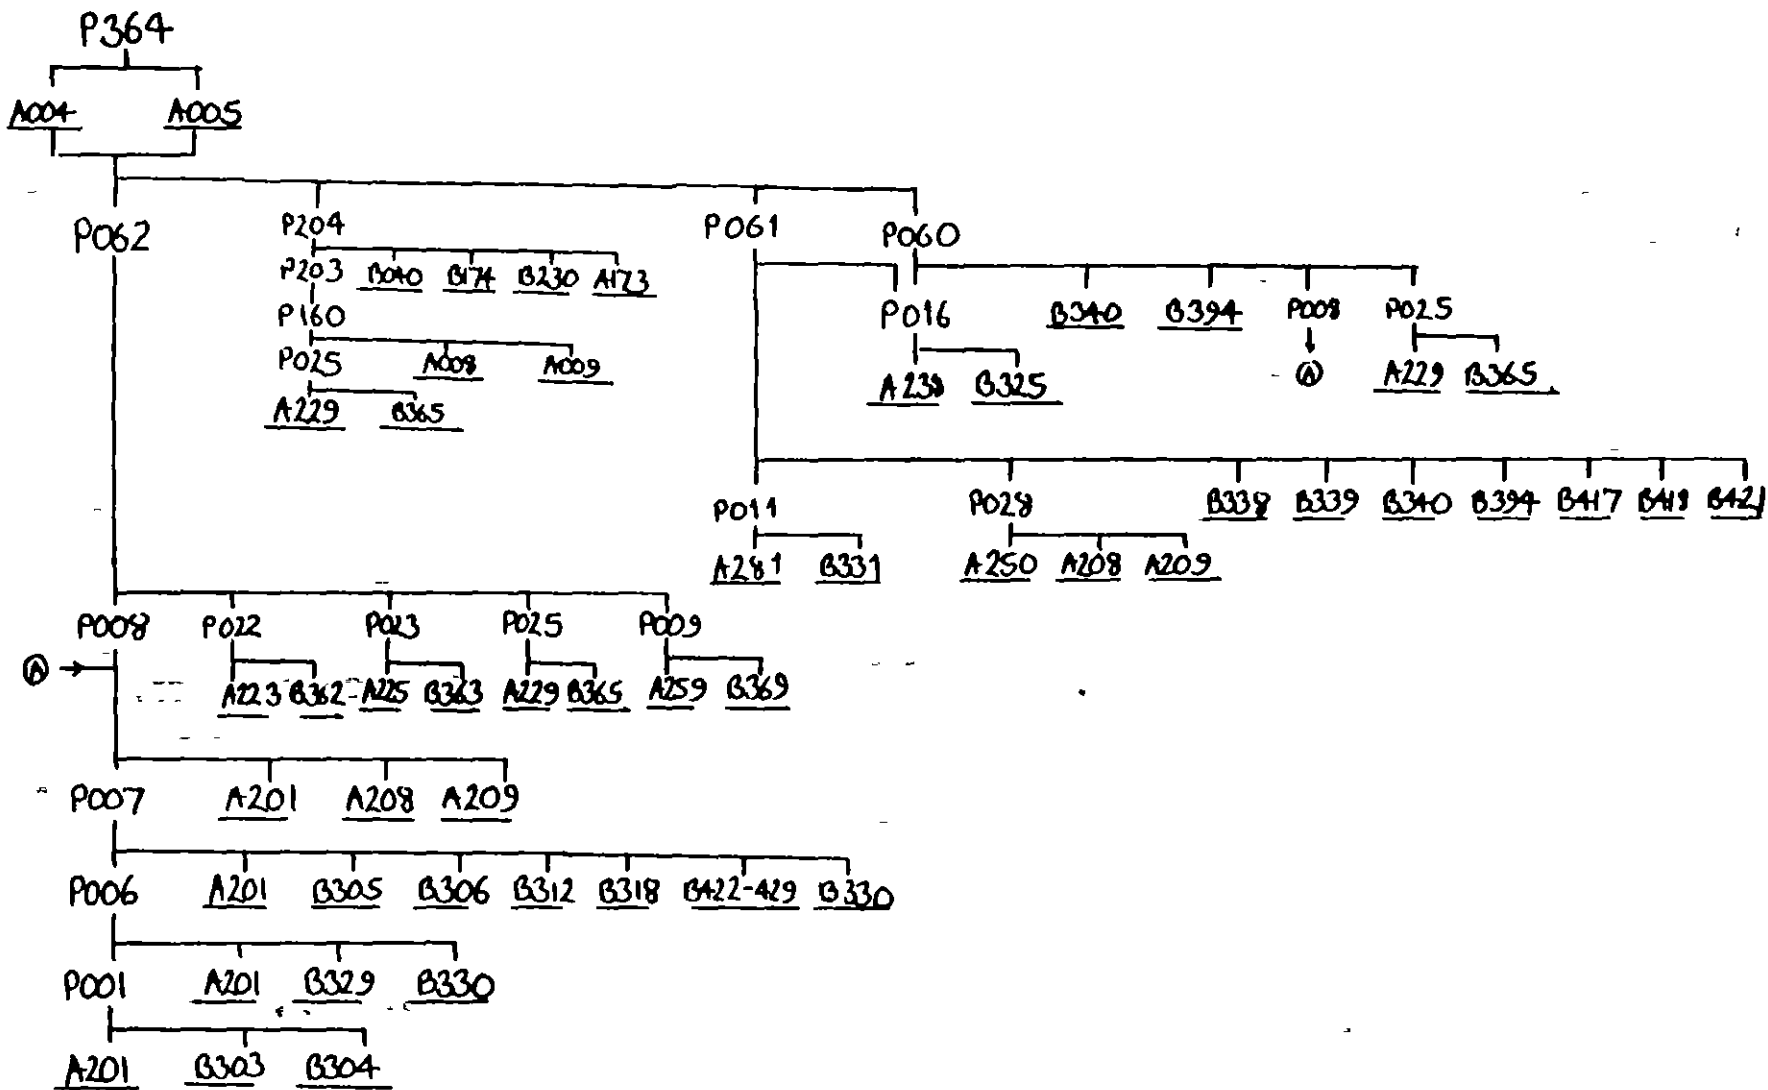 P364
A004 A005
P062 P204 P061 P060
P203 B040 B174 B230 A173
P160 P016 B340 B394 P008 P025
P025 A008 A009 A238 B325 Ⓐ A229 B365
A229 B365
P011 P028 B338 B339 B340 B394 B417 B418 B421
A281 B331 A250 A208 A209
P008 P022 P023 P025 P009
Ⓐ A223 B362 A225 B363 A229 B365 A259 B369
P007 A201 A208 A209
P006 A201 B305 B306 B312 B318 B422-429 B330
P001 A201 B329 B330
A201 B303 B304